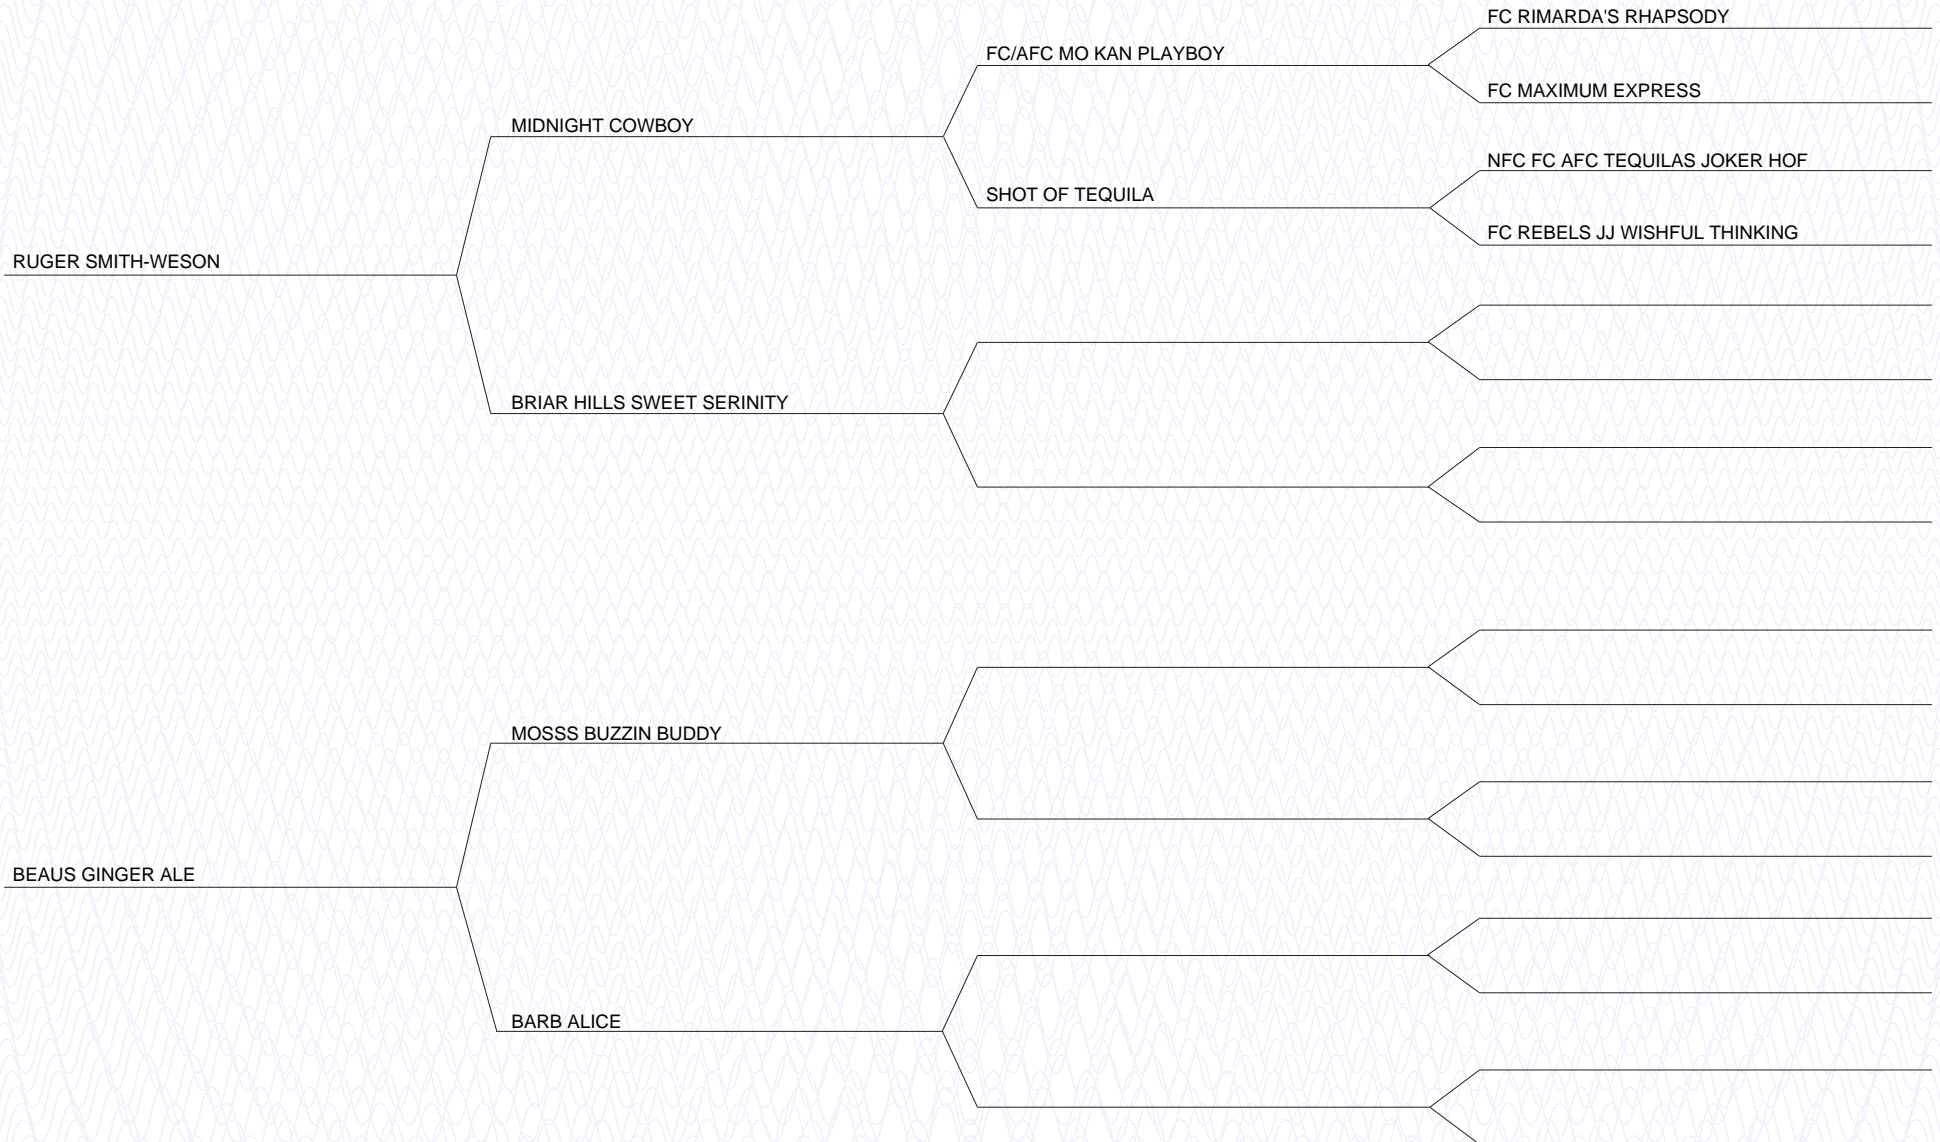 FC RIMARDA'S RHAPSODY
FC/AFC MO KAN PLAYBOY
FC MAXIMUM EXPRESS
MIDNIGHT COWBOY
NFC FC AFC TEQUILAS JOKER HOF
SHOT OF TEQUILA
FC REBELS JJ WISHFUL THINKING
RUGER SMITH-WESON
BRIAR HILLS SWEET SERINITY
MOSSS BUZZIN BUDDY
BEAUS GINGER ALE
BARB ALICE